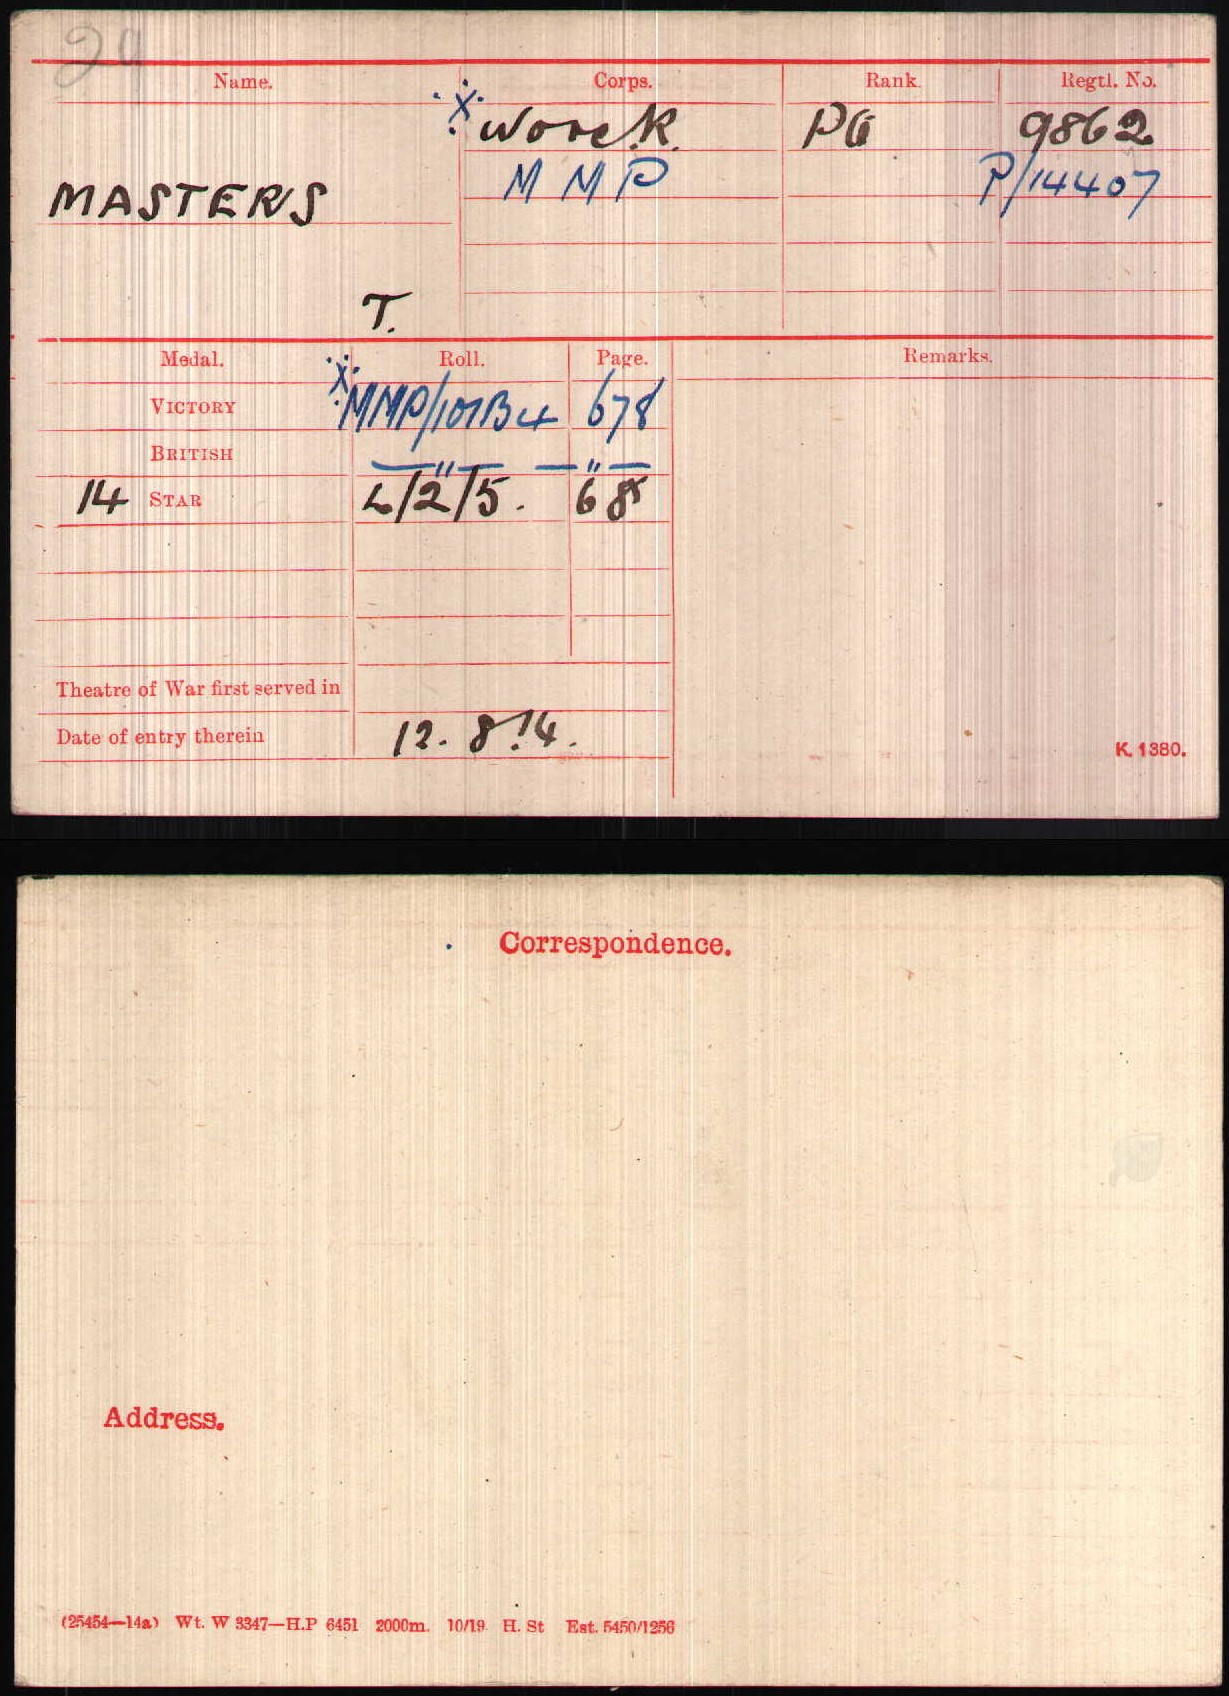 29
Name. Corps. Rank. Regtl. No.
X Worc. R. PG 9862
MMP P/14407
MASTERS
T.
Medal. Roll. Page. Remarks.
VICTORY X MMP/101B4 678
BRITISH — " — — " —
14 STAR L/2/5. 68
Theatre of War first served in
Date of entry therein 12. 8. 14.
K. 1380.
Correspondence.
Address.
(25454—14a) Wt. W 3347—H.P 6451 2000m. 10/19 H. St Est. 5450/1256